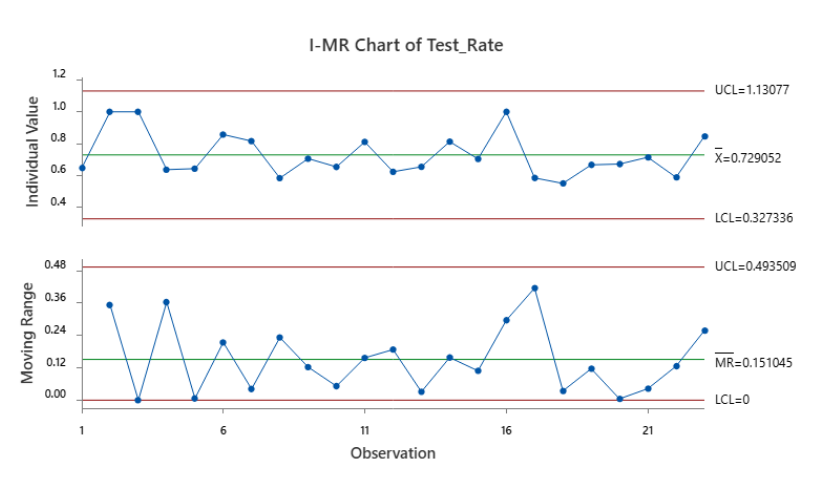 I-MR Chart of Test_Rate
Individual Value
1.2
1.0
0.8
0.6
0.4
UCL=1.13077
X̅=0.729052
LCL=0.327336
Moving Range
0.48
0.36
0.24
0.12
0.00
UCL=0.493509
M̅R̅=0.151045
LCL=0
1 6 11 16 21
Observation